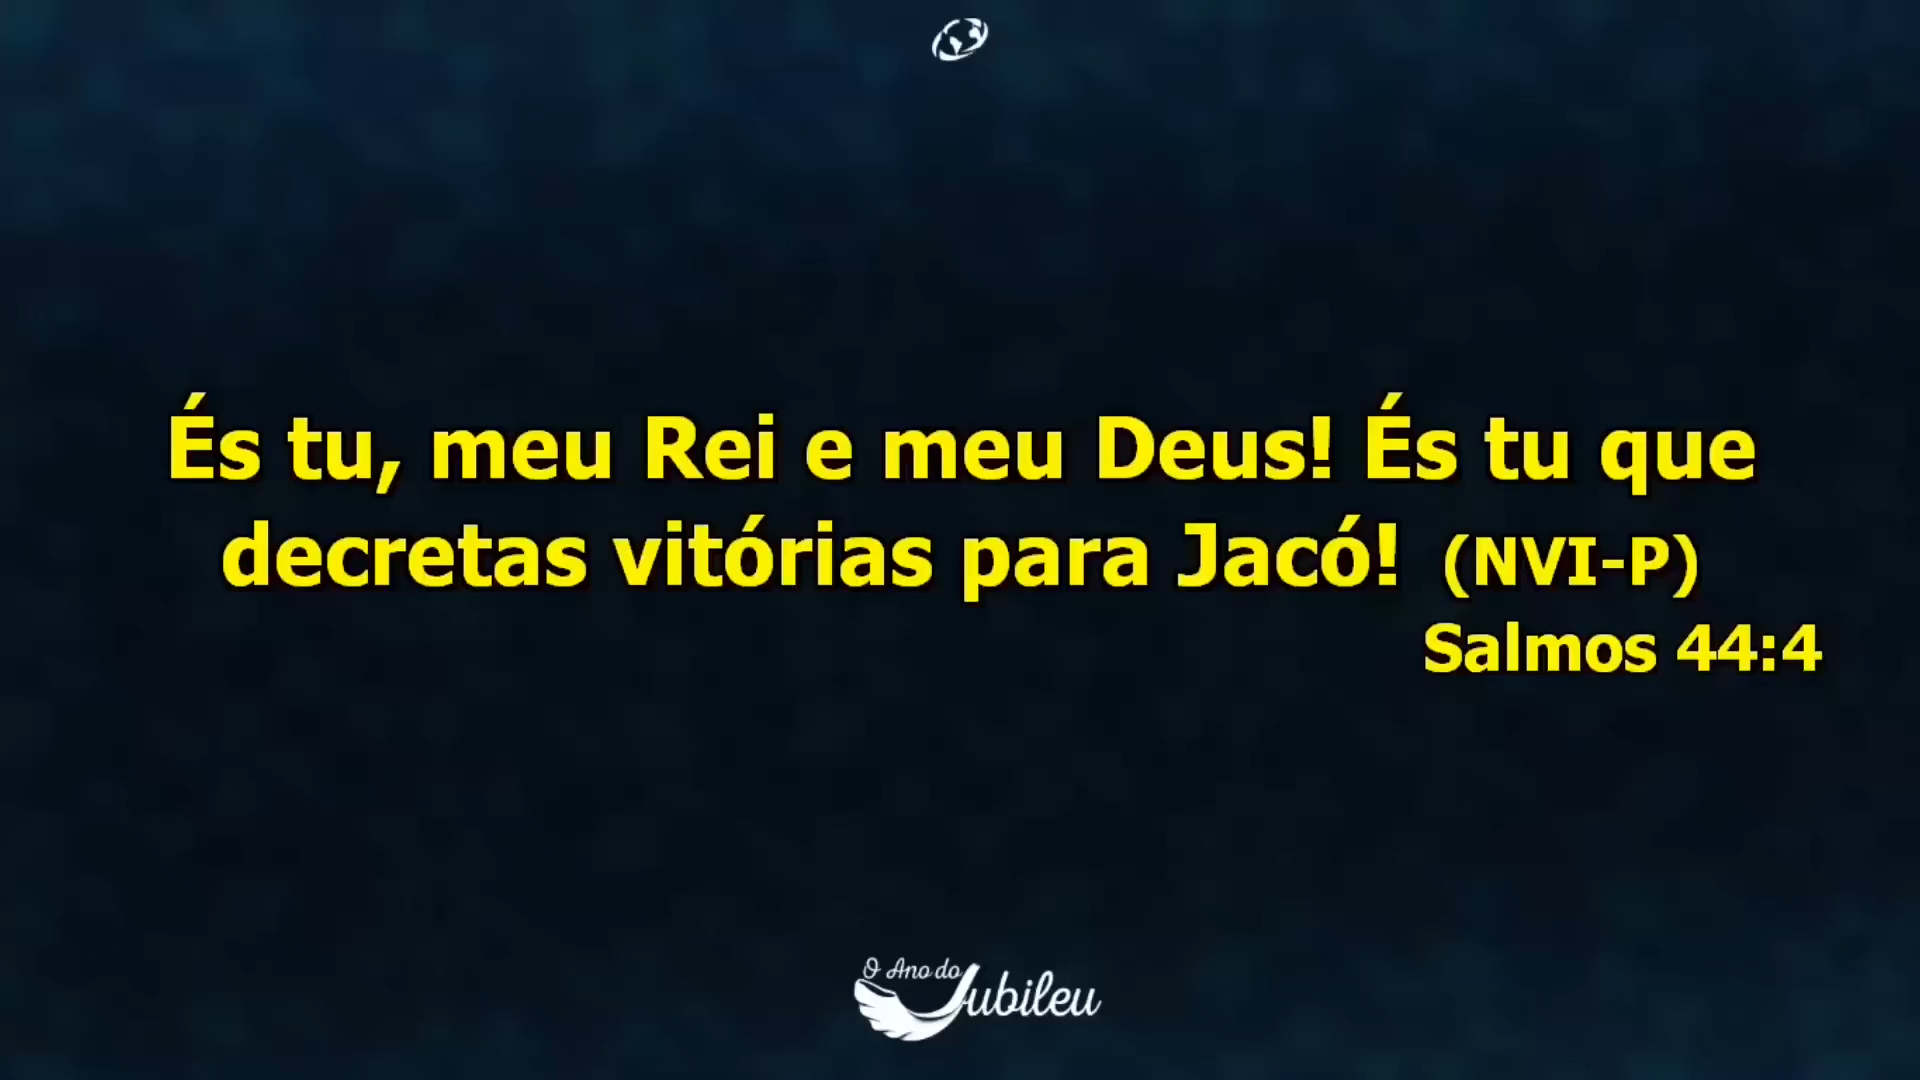 És tu, meu Rei e meu Deus! És tu que
decretas vitórias para Jacó! (NVI-P)
Salmos 44:4
O Ano do
Jubileu